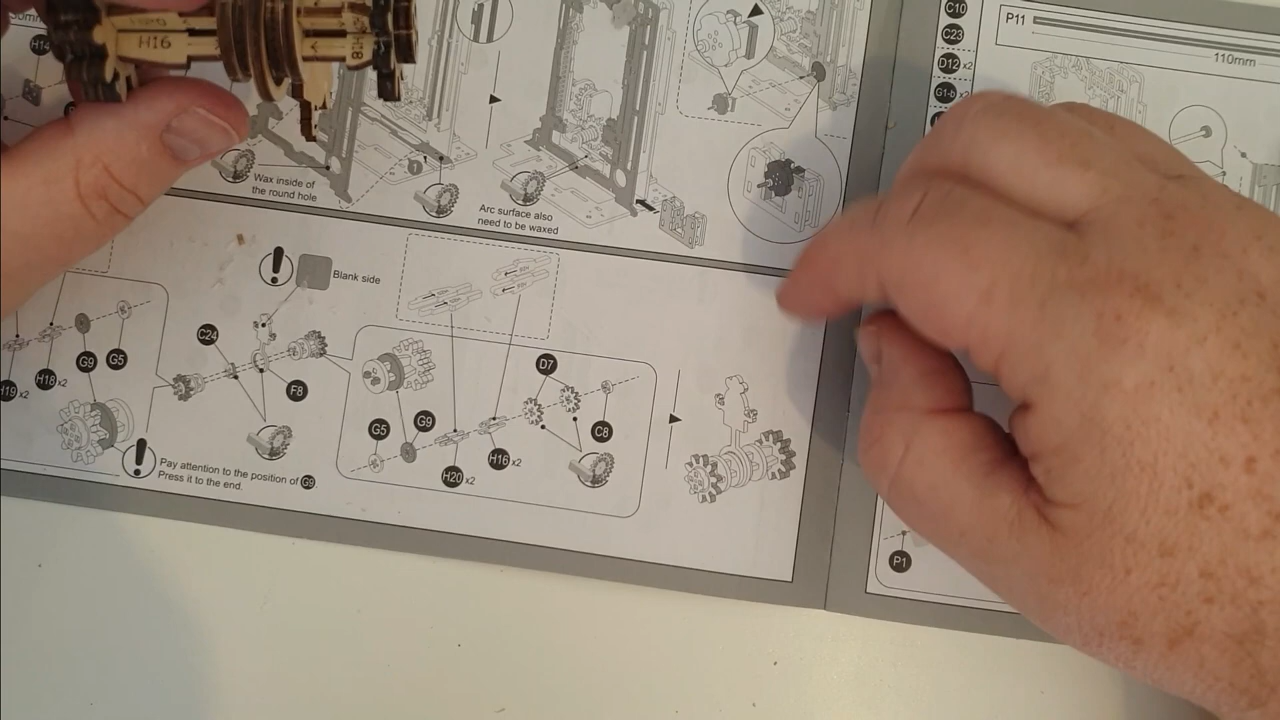 H16
H14
Wax inside of
the round hole
Arc surface also
need to be waxed
C10
C23
D12 x2
G1-b
P11
110mm
Blank side
C24
F8
G9
G5
H18 x2
H19 x2
Pay attention to the position of G9.
Press it to the end.
G5
G9
H20 x2
H16 x2
D7
C8
P1